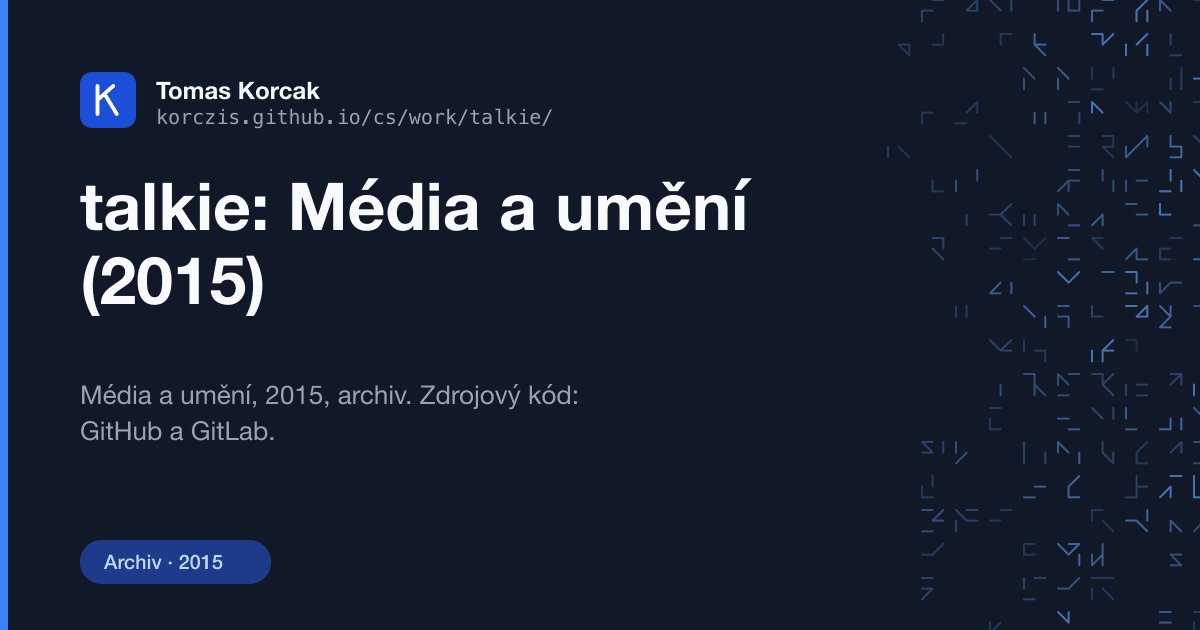 K
Tomas Korcak
korczis.github.io/cs/work/talkie/
talkie: Média a umění
(2015)
Média a umění, 2015, archiv. Zdrojový kód:
GitHub a GitLab.
Archiv · 2015